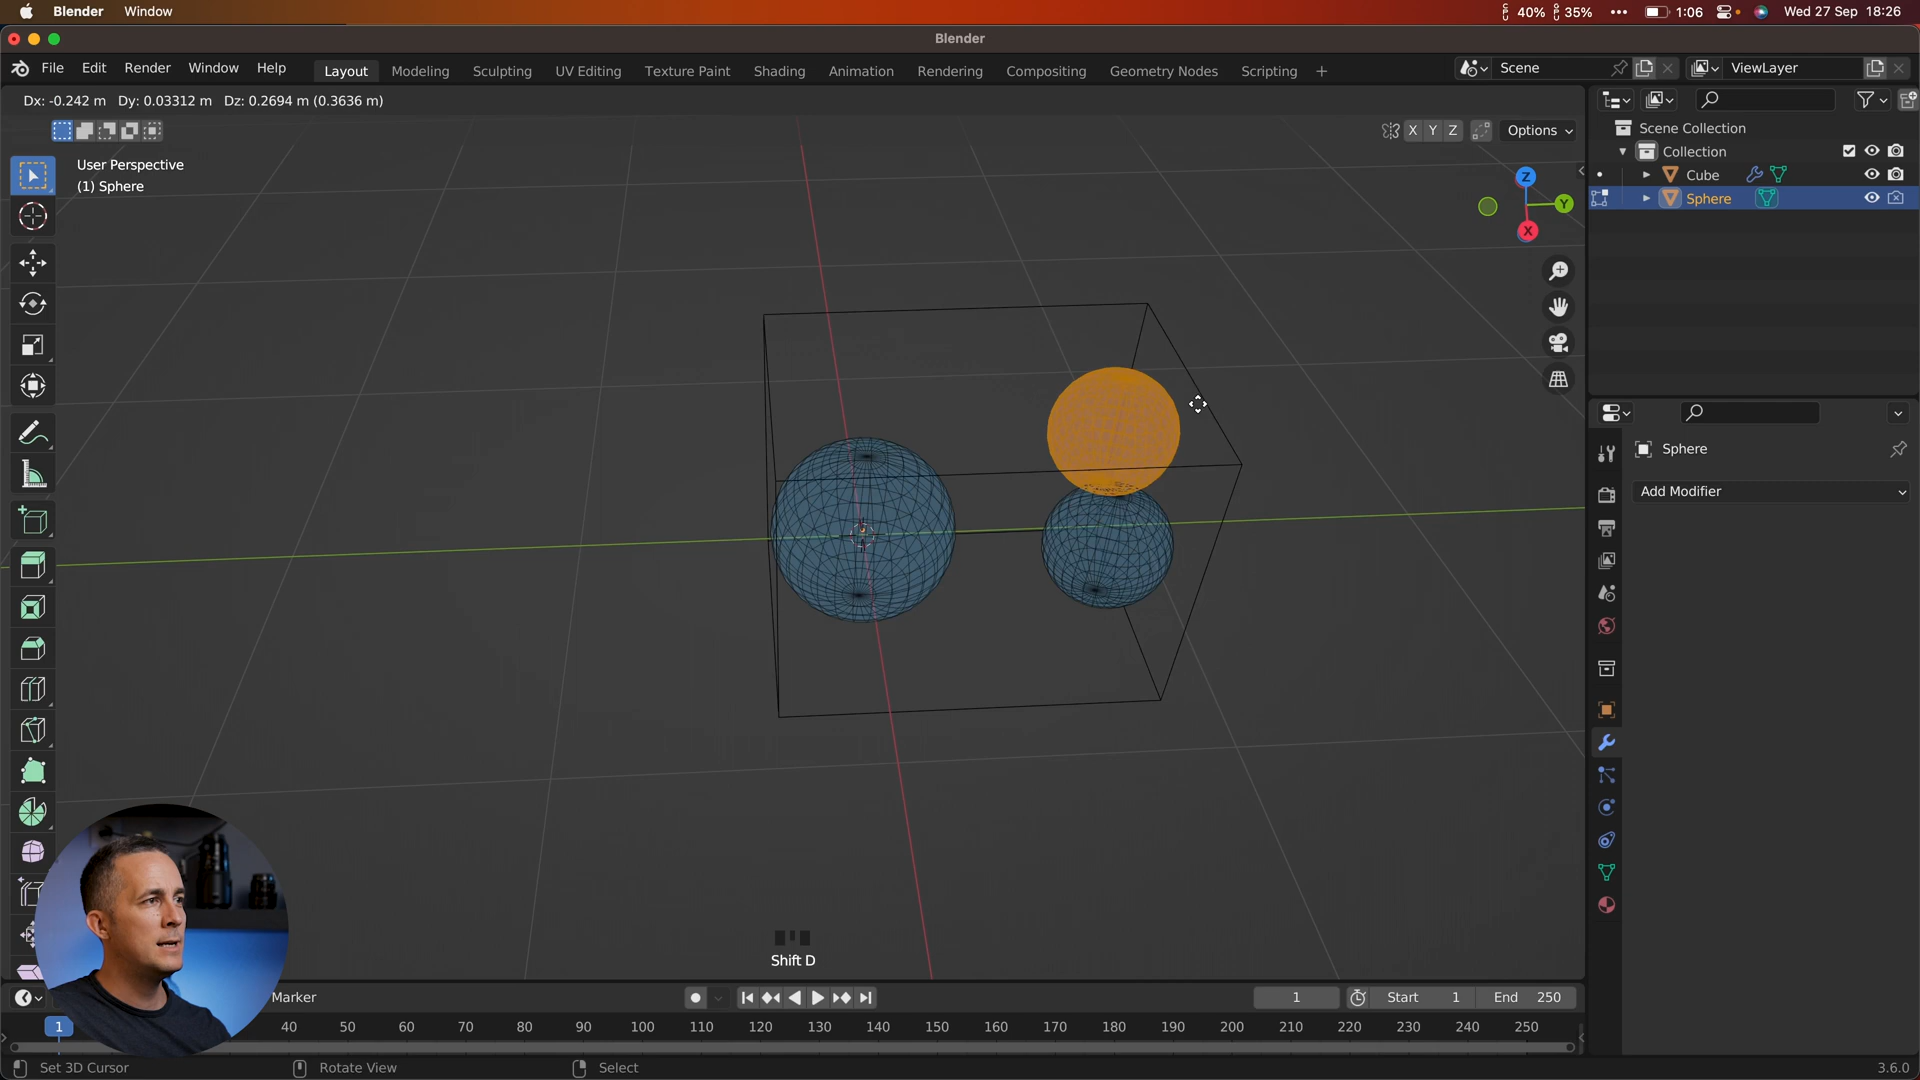 Blender Window 40% 35% 1:06 Wed 27 Sep 18:26
Blender
File Edit Render Window Help Layout Modeling Sculpting UV Editing Texture Paint Shading Animation Rendering Compositing Geometry Nodes Scripting + Scene ViewLayer
Dx: -0.242 m Dy: 0.03312 m Dz: 0.2694 m (0.3636 m)
X Y Z Options
User Perspective
(1) Sphere
Z
Y
X
Scene Collection
Collection
Cube
Sphere
Sphere
Add Modifier
Shift D
Marker 1 Start 1 End 250
1 40 50 60 70 80 90 100 110 120 130 140 150 160 170 180 190 200 210 220 230 240 250
Set 3D Cursor Rotate View Select 3.6.0